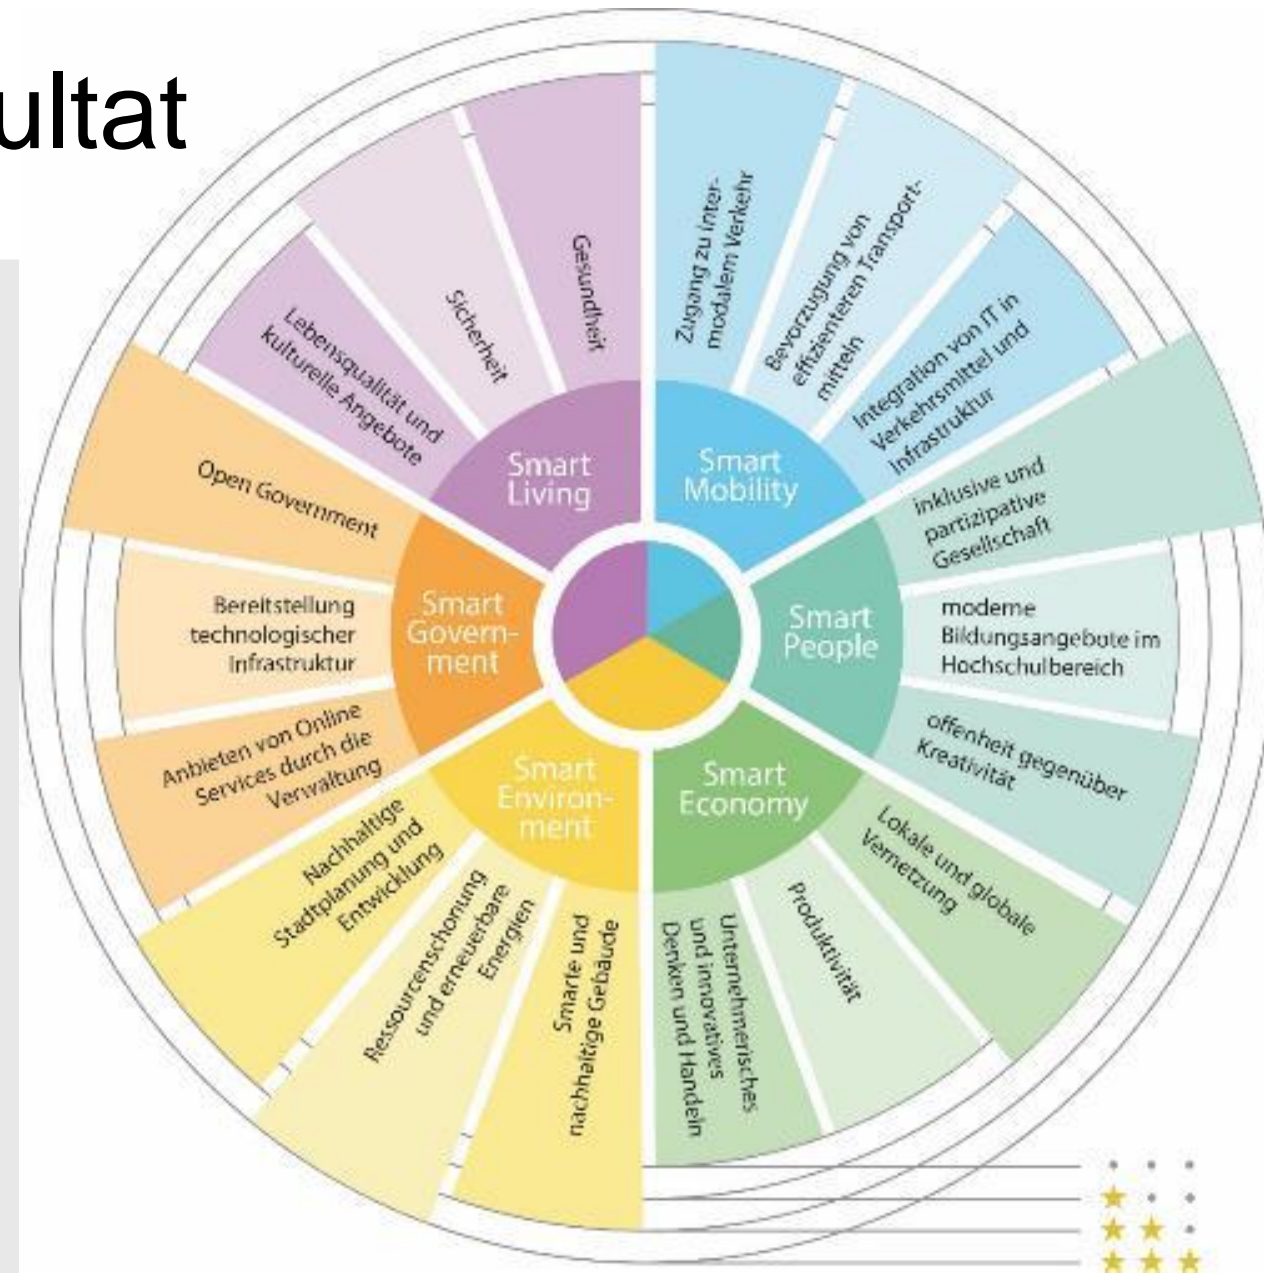 ultat
Gesundheit
Sicherheit
Lebensqualität und
kulturelle Angebote
Smart
Living
Zugang zu inter-
modalem Verkehr
Bevorzugung von
effizienteren Transport-
mitteln
Integration von IT in
Verkehrsmittel und
Infrastruktur
Smart
Mobility
inklusive und
partizipative
Gesellschaft
moderne
Bildungsangebote im
Hochschulbereich
offenheit gegenüber
Kreativität
Smart
People
Lokale und globale
Vernetzung
Produktivität
Unternehmerisches
und innovatives
Denken und Handeln
Smart
Economy
Smarte und
nachhaltige Gebäude
Ressourcenschonung
und erneuerbare
Energien
Nachhaltige
Stadtplanung und
Entwicklung
Smart
Environ-
ment
Anbieten von Online
Services durch die
Verwaltung
Bereitstellung
technologischer
Infrastruktur
Open Government
Smart
Govern-
ment